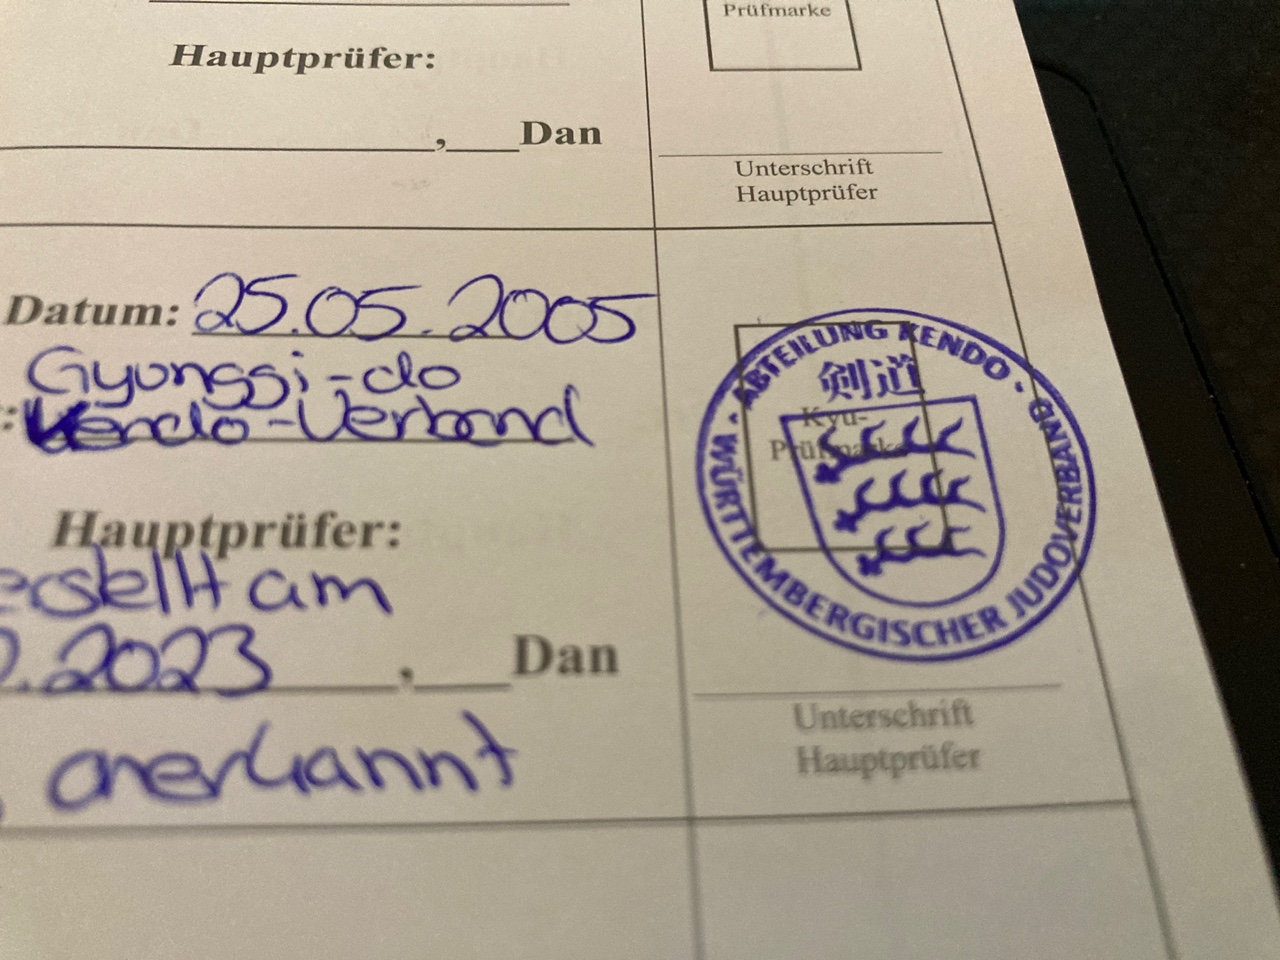 Prüfmarke
Hauptprüfer:
, Dan
Unterschrift
Hauptprüfer
Datum: 25.05.2005
Gyunggi-do
: Kendo-Verband
ABTEILUNG KENDO · WÜRTTEMBERGISCHER JUDOVERBAND ·
剣道
Kyu-
Prüfmarke
Hauptprüfer:
erstellt am
.2023, Dan
anerkannt
Unterschrift
Hauptprüfer